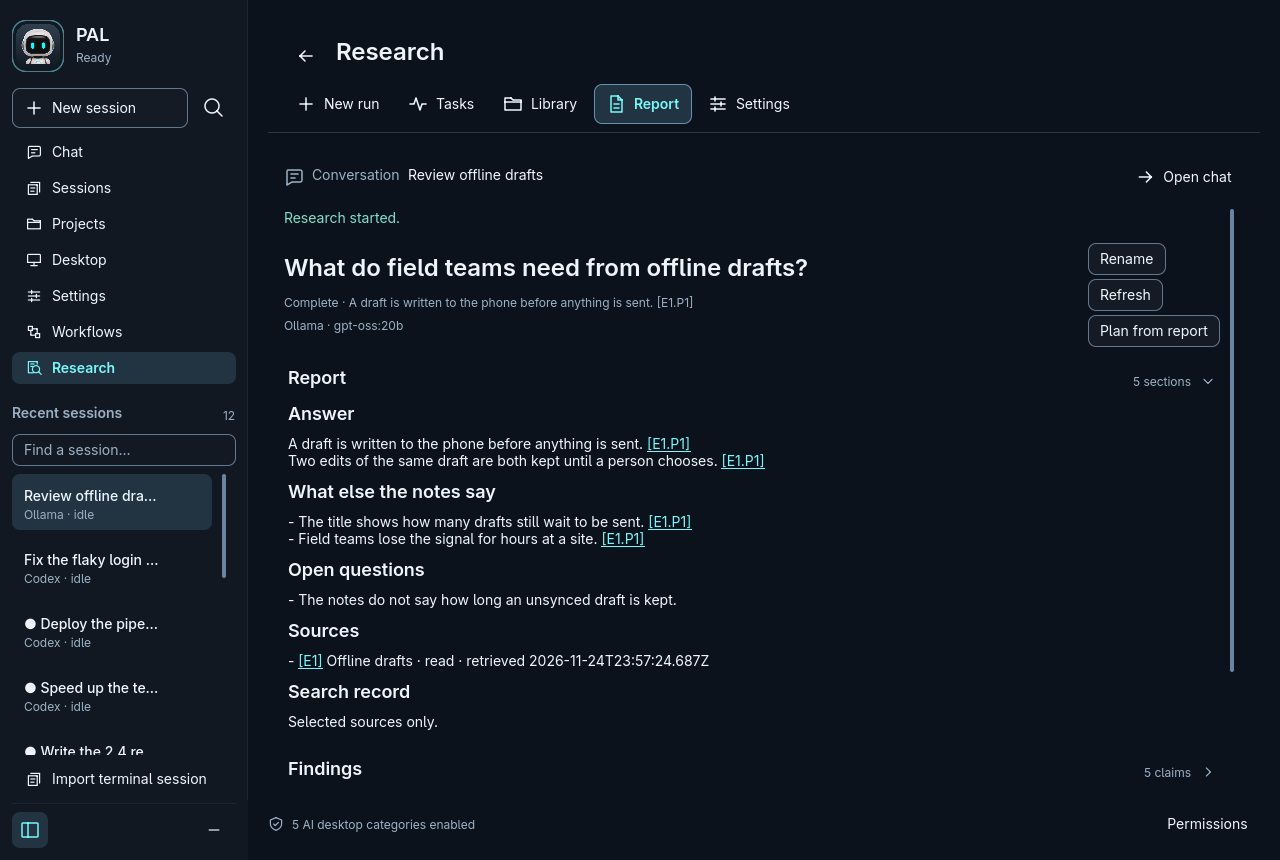 PAL
Ready
New session
Chat
Sessions
Projects
Desktop
Settings
Workflows
Research
Recent sessions 12
Find a session...
Review offline dra...
Ollama · idle
Fix the flaky login ...
Codex · idle
Deploy the pipe...
Codex · idle
Speed up the te...
Codex · idle
Write the 2.4 re
Import terminal session
Research
New run Tasks Library Report Settings
Conversation Review offline drafts Open chat
Research started.
What do field teams need from offline drafts?
Complete · A draft is written to the phone before anything is sent. [E1.P1]
Ollama · gpt-oss:20b
Rename
Refresh
Plan from report
Report 5 sections
Answer
A draft is written to the phone before anything is sent. [E1.P1]
Two edits of the same draft are both kept until a person chooses. [E1.P1]
What else the notes say
- The title shows how many drafts still wait to be sent. [E1.P1]
- Field teams lose the signal for hours at a site. [E1.P1]
Open questions
- The notes do not say how long an unsynced draft is kept.
Sources
- [E1] Offline drafts · read · retrieved 2026-11-24T23:57:24.687Z
Search record
Selected sources only.
Findings 5 claims
5 AI desktop categories enabled Permissions